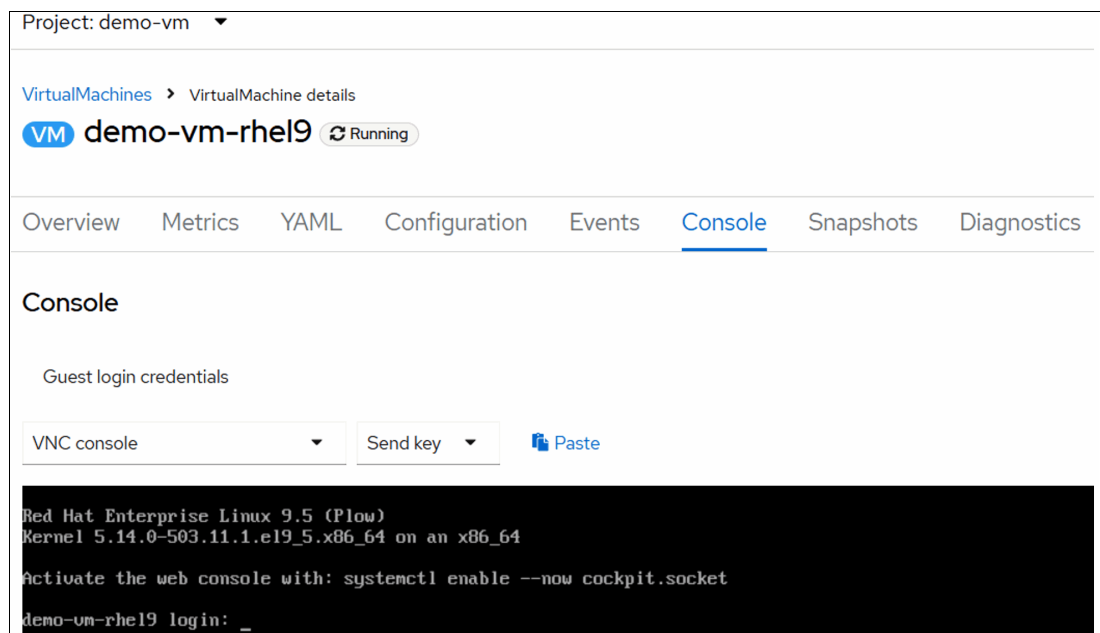 Project: demo-vm
VirtualMachines > VirtualMachine details
VM demo-vm-rhel9 Running
Overview Metrics YAML Configuration Events Console Snapshots Diagnostics
Console
Guest login credentials
VNC console Send key Paste
Red Hat Enterprise Linux 9.5 (Plow)
Kernel 5.14.0-503.11.1.el9_5.x86_64 on an x86_64
Activate the web console with: systemctl enable --now cockpit.socket
demo-vm-rhel9 login: _